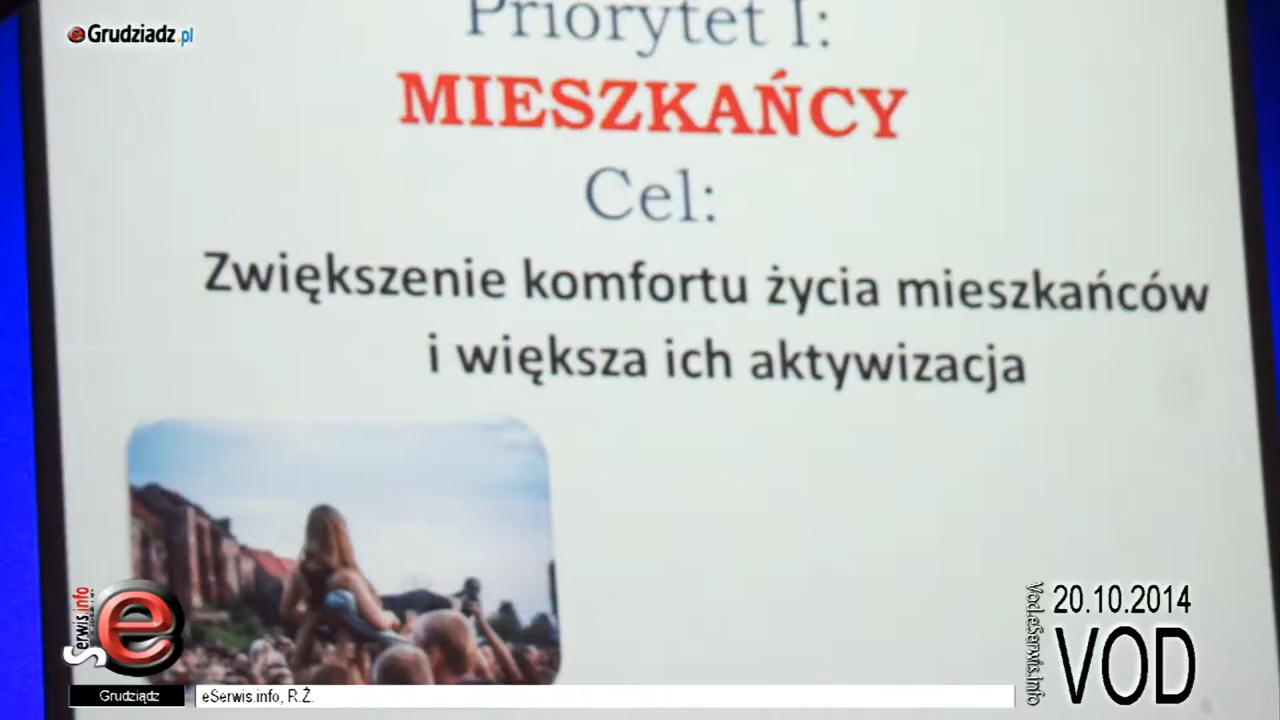 eGrudziadz.pl
Priorytet I:
MIESZKAŃCY
Cel:
Zwiększenie komfortu życia mieszkańców
i większa ich aktywizacja
eSerwis.info
Grudziądz
eSerwis.info, R.Ż.
Vod.eSerwis.info
20.10.2014
VOD